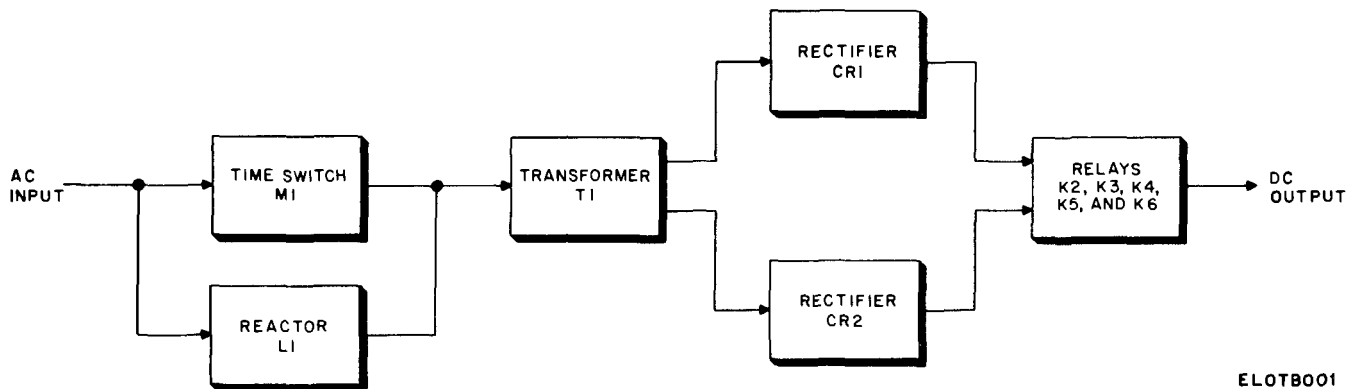 AC
INPUT
TIME SWITCH
M1
REACTOR
L1
TRANSFORMER
T1
RECTIFIER
CR1
RECTIFIER
CR2
RELAYS
K2, K3, K4,
K5, AND K6
DC
OUTPUT
ELOTB001